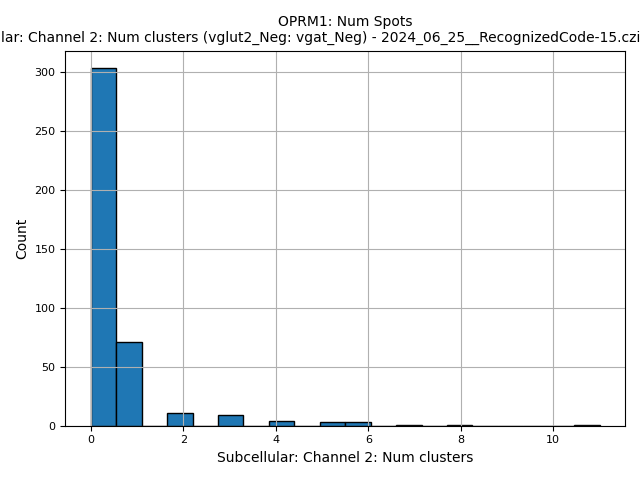 OPRM1: Num Spots
lar: Channel 2: Num clusters (vglut2_Neg: vgat_Neg) - 2024_06_25__RecognizedCode-15.czi
300
250
200
150
100
50
0
Count
0 2 4 6 8 10
Subcellular: Channel 2: Num clusters